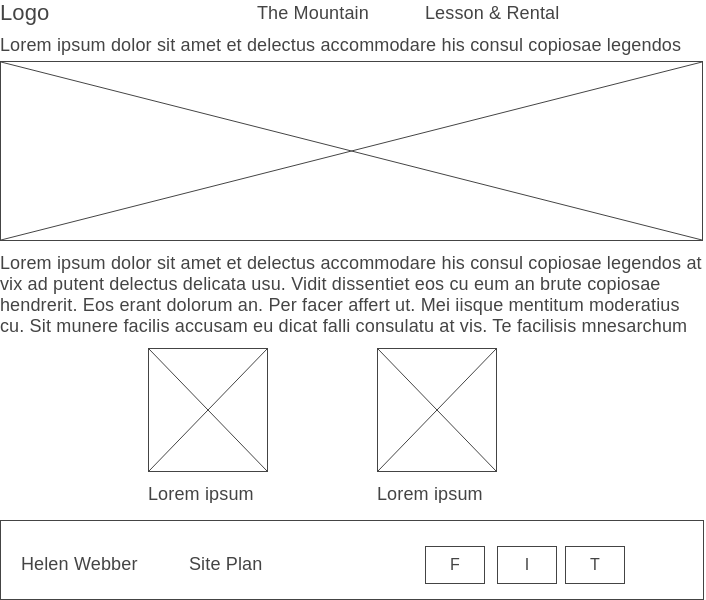 Logo
The Mountain
Lesson & Rental
Lorem ipsum dolor sit amet et delectus accommodare his consul copiosae legendos
Lorem ipsum dolor sit amet et delectus accommodare his consul copiosae legendos at
vix ad putent delectus delicata usu. Vidit dissentiet eos cu eum an brute copiosae
hendrerit. Eos erant dolorum an. Per facer affert ut. Mei iisque mentitum moderatius
cu. Sit munere facilis accusam eu dicat falli consulatu at vis. Te facilisis mnesarchum
Lorem ipsum
Lorem ipsum
Helen Webber
Site Plan
F
I
T